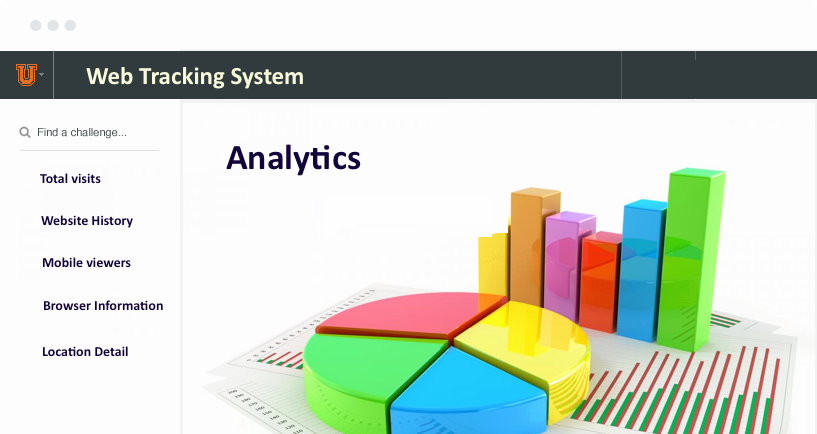 U
Web Tracking System
Find a challenge...
Analytics
Total visits
Website History
Mobile viewers
Browser Information
Location Detail